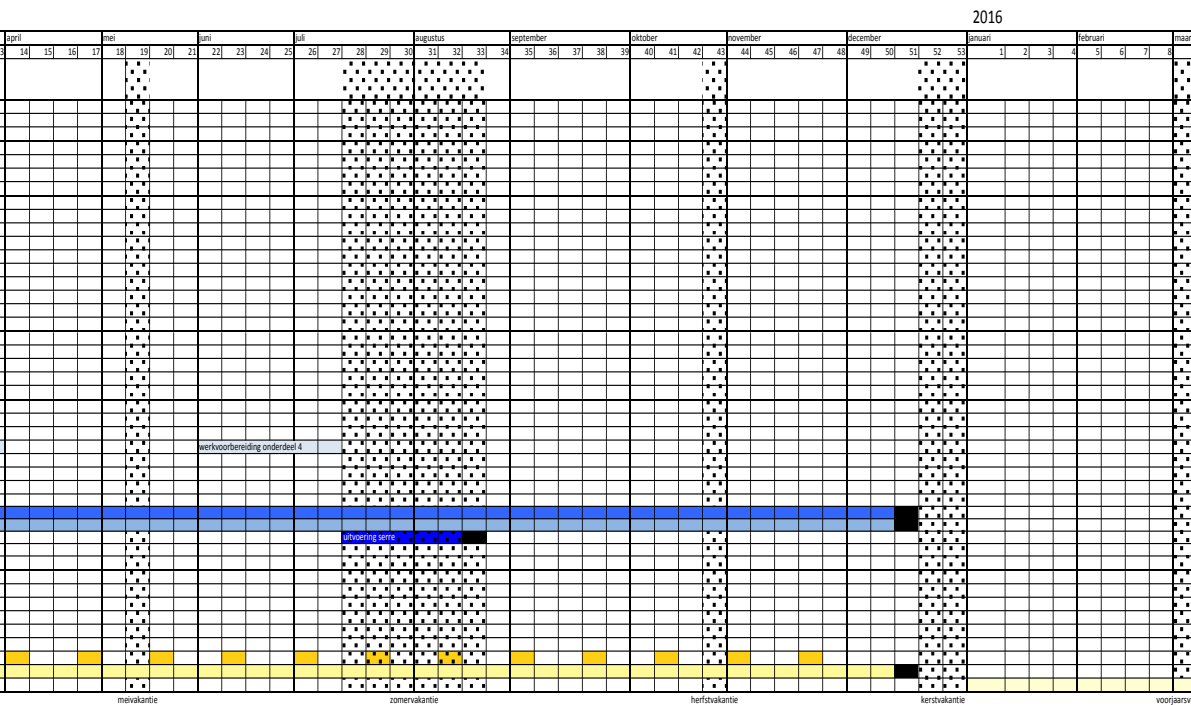 2016
april mei juni juli augustus september oktober november december januari februari maar
3 14 15 16 17 18 19 20 21 22 23 24 25 26 27 28 29 30 31 32 33 34 35 36 37 38 39 40 41 42 43 44 45 46 47 48 49 50 51 52 53 1 2 3 4 5 6 7 8
werkvoorbereiding onderdeel 4
uitvoering serre
meivakantie zomervakantie herfstvakantie kerstvakantie voorjaarsv